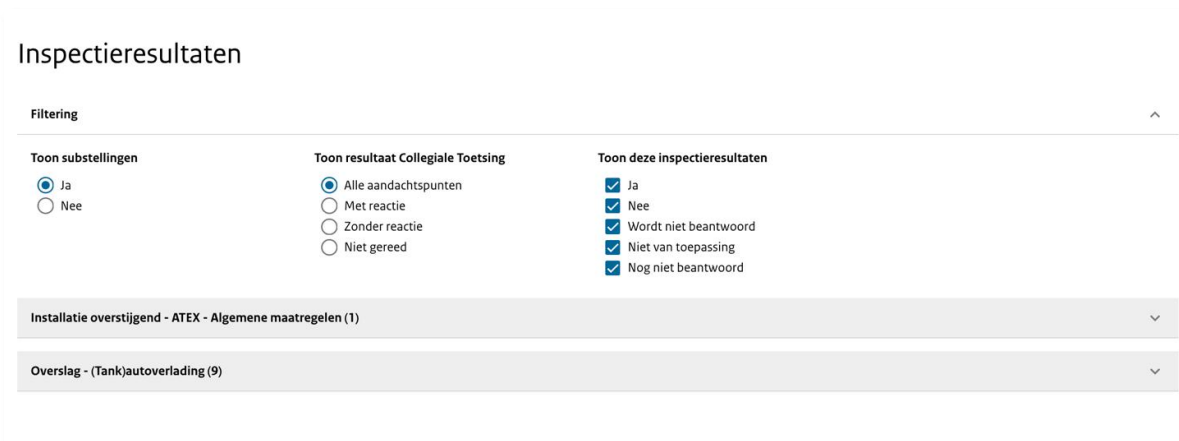 Inspectieresultaten
Filtering
Toon substellingen
Ja
Nee
Toon resultaat Collegiale Toetsing
Alle aandachtspunten
Met reactie
Zonder reactie
Niet gereed
Toon deze inspectieresultaten
Ja
Nee
Wordt niet beantwoord
Niet van toepassing
Nog niet beantwoord
Installatie overstijgend - ATEX - Algemene maatregelen (1)
Overslag - (Tank)autoverlading (9)